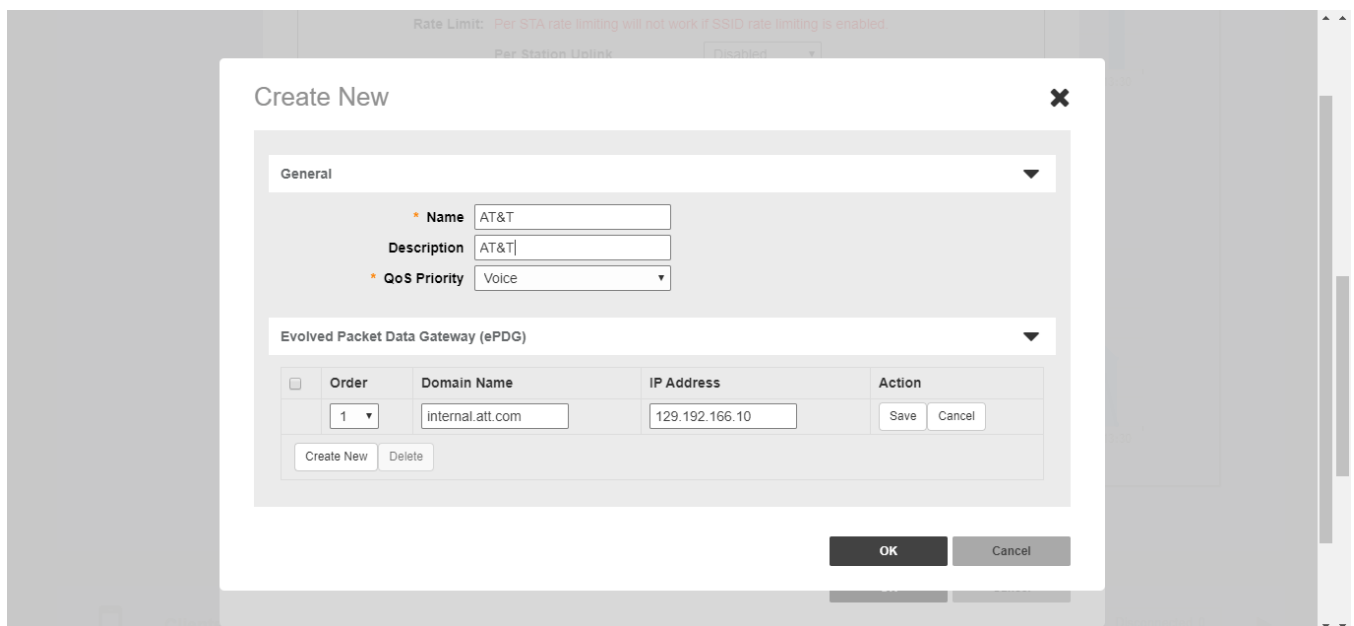 Rate Limit: Per STA rate limiting will not work if SSID rate limiting is enabled.
Per Station Uplink Disabled
Create New
General
* Name AT&T
Description AT&T
* QoS Priority Voice
Evolved Packet Data Gateway (ePDG)
Order Domain Name IP Address Action
1 internal.att.com 129.192.166.10 Save Cancel
Create New Delete
OK Cancel